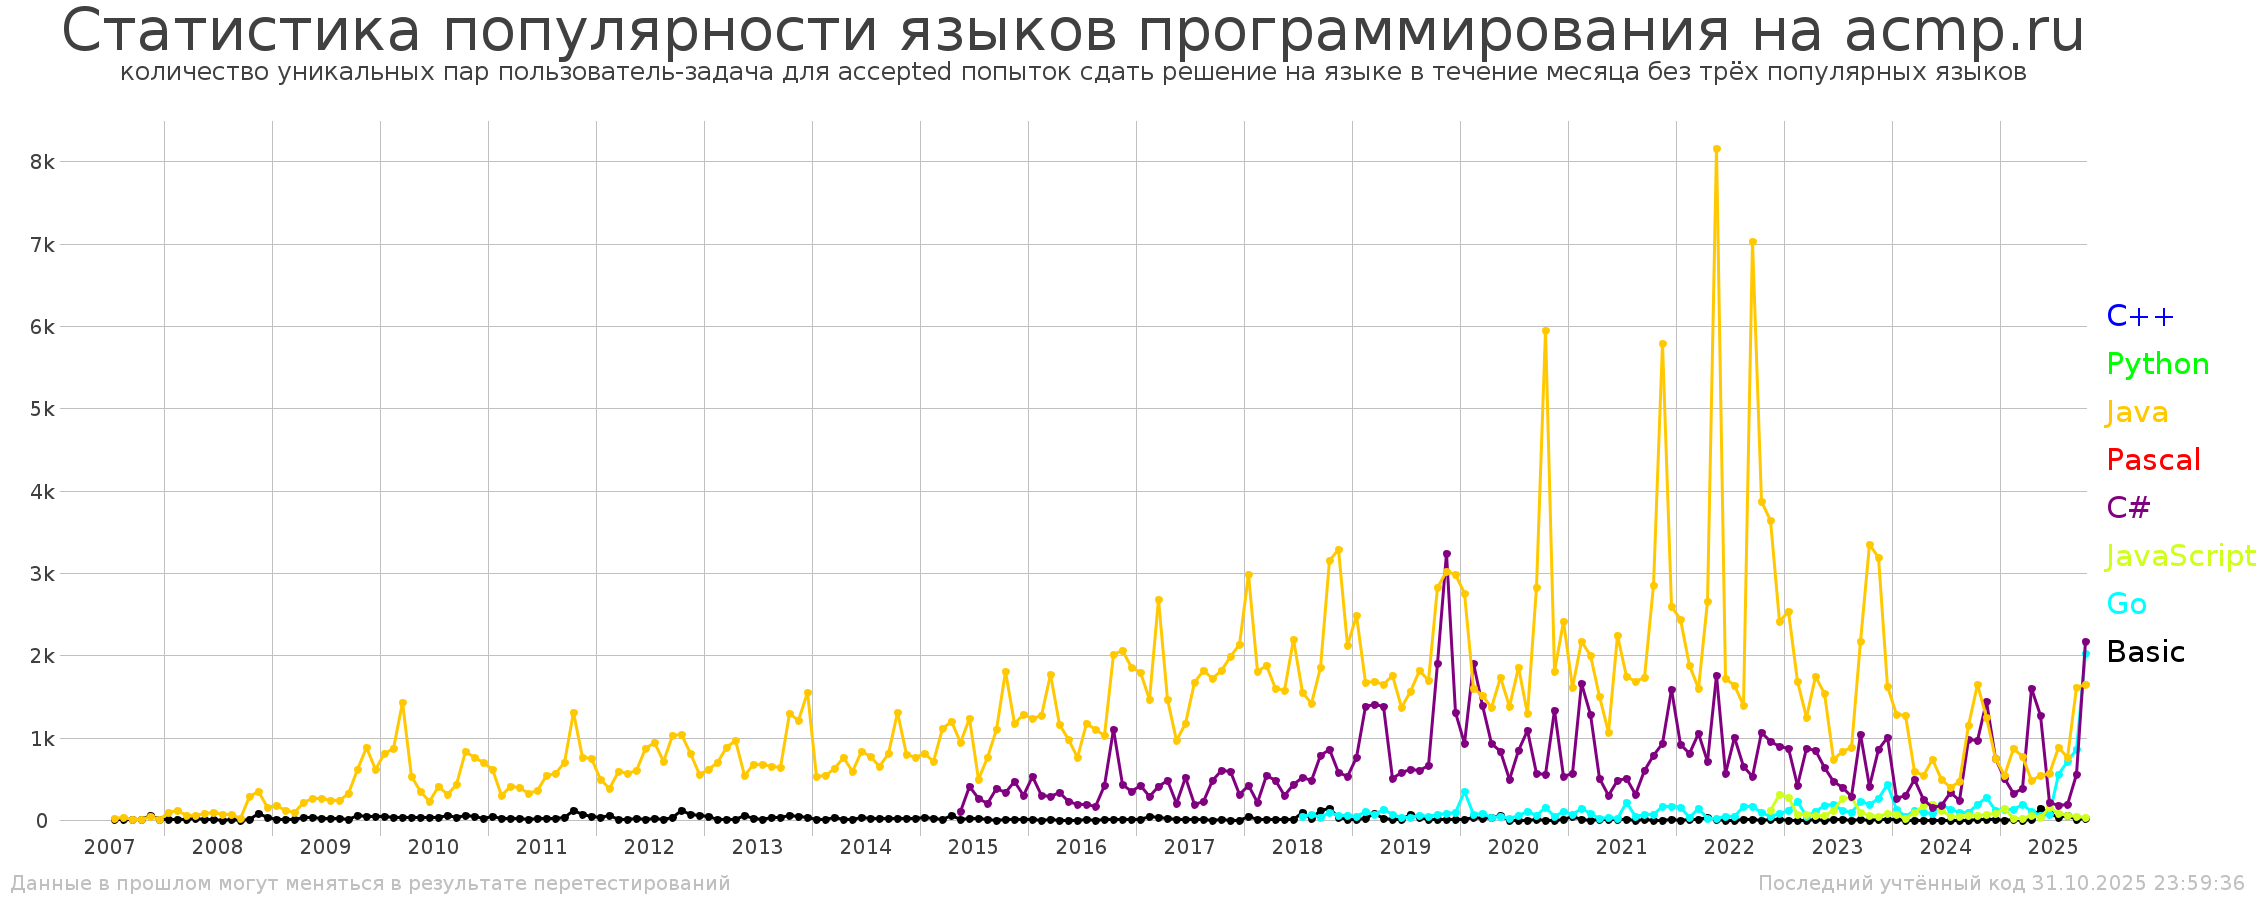 Статистика популярности языков программирования на acmp.ru
количество уникальных пар пользователь-задача для accepted попыток сдать решение на языке в течение месяца без трёх популярных языков
8k
7k
6k
5k
4k
3k
2k
1k
0
C++
Python
Java
Pascal
C#
JavaScript
Go
Basic
2007 2008 2009 2010 2011 2012 2013 2014 2015 2016 2017 2018 2019 2020 2021 2022 2023 2024 2025
Данные в прошлом могут меняться в результате перетестирований
Последний учтённый код 31.10.2025 23:59:36